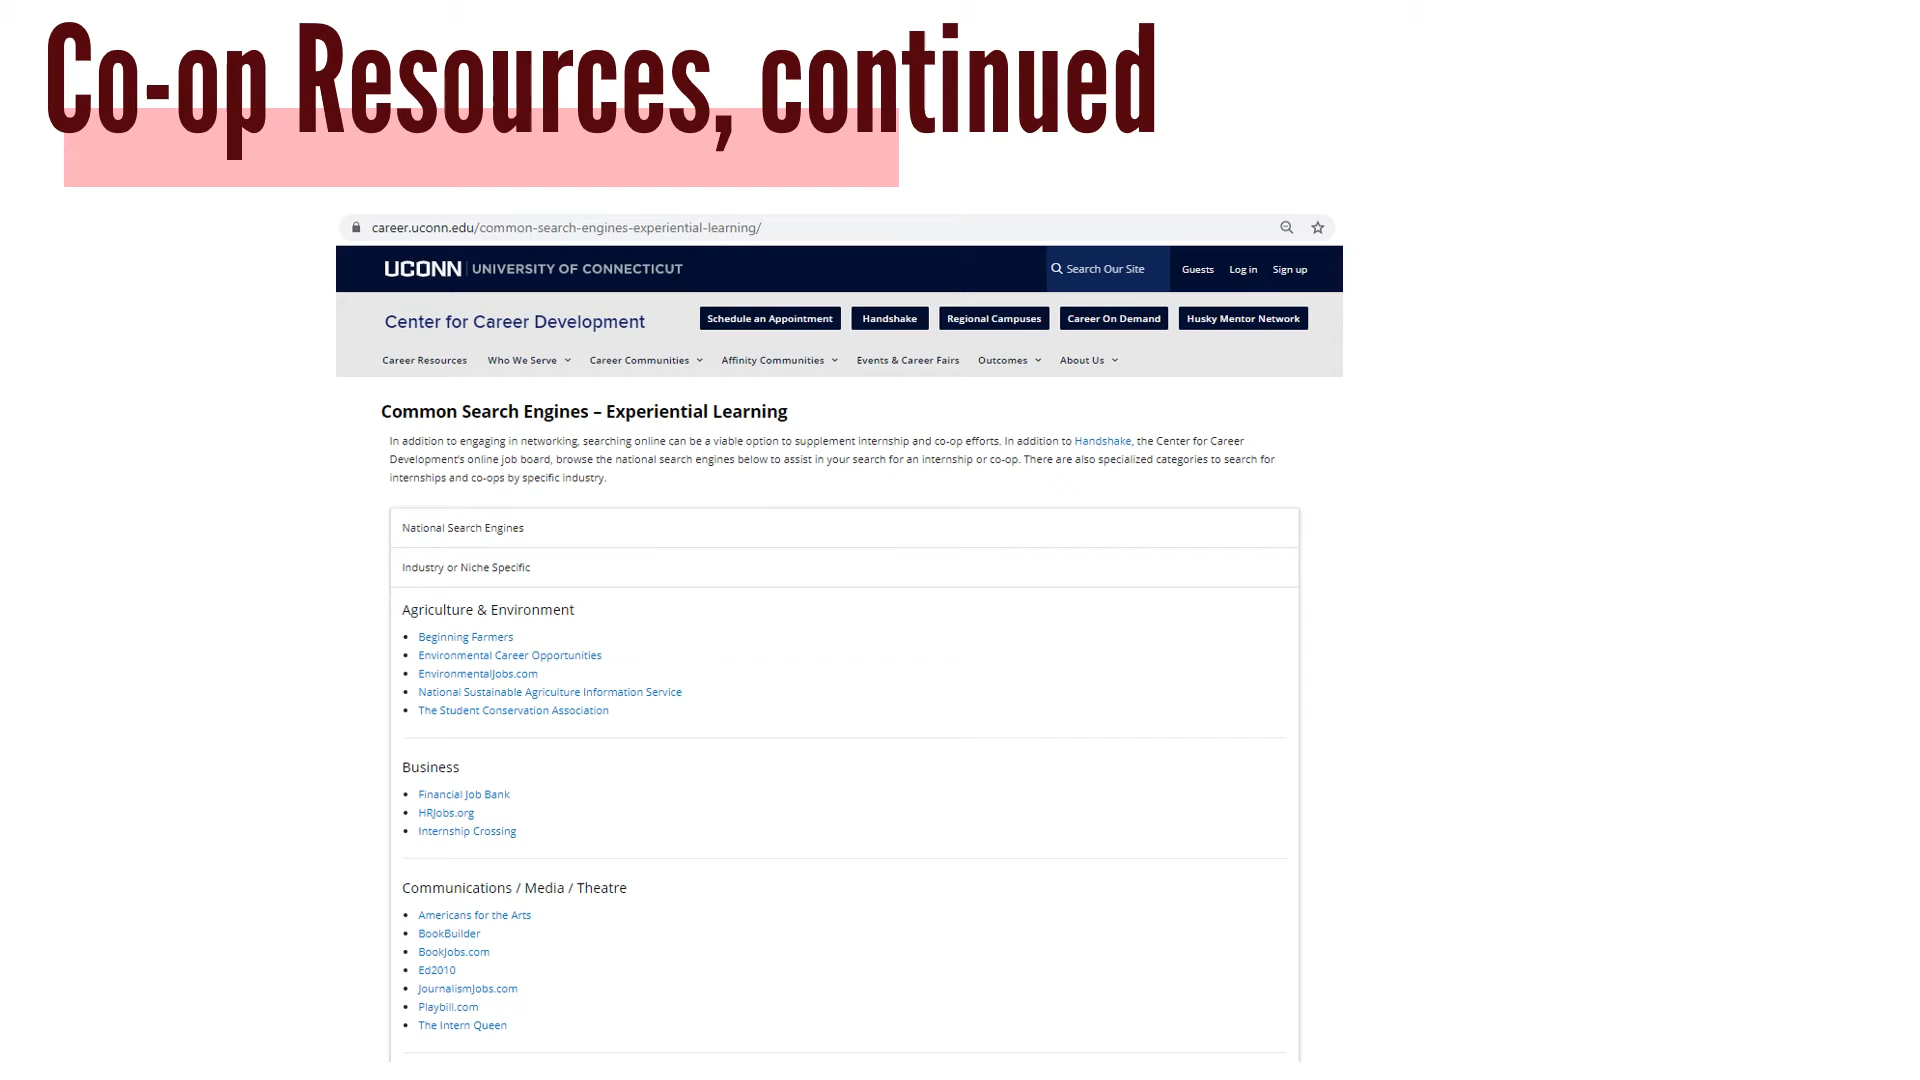 Co-op Resources, continued
career.uconn.edu/common-search-engines-experiential-learning/
UCONN UNIVERSITY OF CONNECTICUT
Search Our Site
Guests Log in Sign up
Center for Career Development
Schedule an Appointment Handshake Regional Campuses Career On Demand Husky Mentor Network
Career Resources Who We Serve Career Communities Affinity Communities Events & Career Fairs Outcomes About Us
Common Search Engines – Experiential Learning
In addition to engaging in networking, searching online can be a viable option to supplement internship and co-op efforts. In addition to Handshake, the Center for Career
Development's online job board, browse the national search engines below to assist in your search for an internship or co-op. There are also specialized categories to search for
internships and co-ops by specific industry.
National Search Engines
Industry or Niche Specific
Agriculture & Environment
• Beginning Farmers
• Environmental Career Opportunities
• EnvironmentalJobs.com
• National Sustainable Agriculture Information Service
• The Student Conservation Association
Business
• Financial Job Bank
• HRJobs.org
• Internship Crossing
Communications / Media / Theatre
• Americans for the Arts
• BookBuilder
• BookJobs.com
• Ed2010
• JournalismJobs.com
• Playbill.com
• The Intern Queen